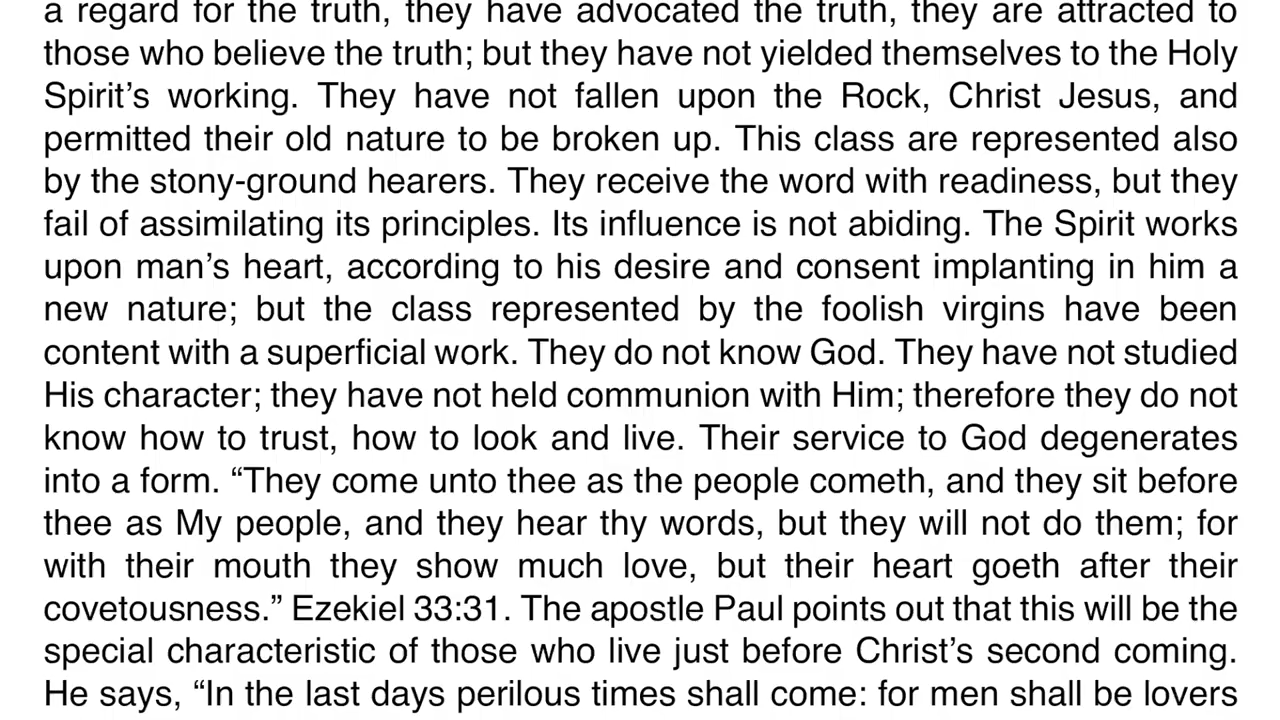 a regard for the truth, they have advocated the truth, they are attracted to
those who believe the truth; but they have not yielded themselves to the Holy
Spirit’s working. They have not fallen upon the Rock, Christ Jesus, and
permitted their old nature to be broken up. This class are represented also
by the stony-ground hearers. They receive the word with readiness, but they
fail of assimilating its principles. Its influence is not abiding. The Spirit works
upon man’s heart, according to his desire and consent implanting in him a
new nature; but the class represented by the foolish virgins have been
content with a superficial work. They do not know God. They have not studied
His character; they have not held communion with Him; therefore they do not
know how to trust, how to look and live. Their service to God degenerates
into a form. “They come unto thee as the people cometh, and they sit before
thee as My people, and they hear thy words, but they will not do them; for
with their mouth they show much love, but their heart goeth after their
covetousness.” Ezekiel 33:31. The apostle Paul points out that this will be the
special characteristic of those who live just before Christ’s second coming.
He says, “In the last days perilous times shall come: for men shall be lovers